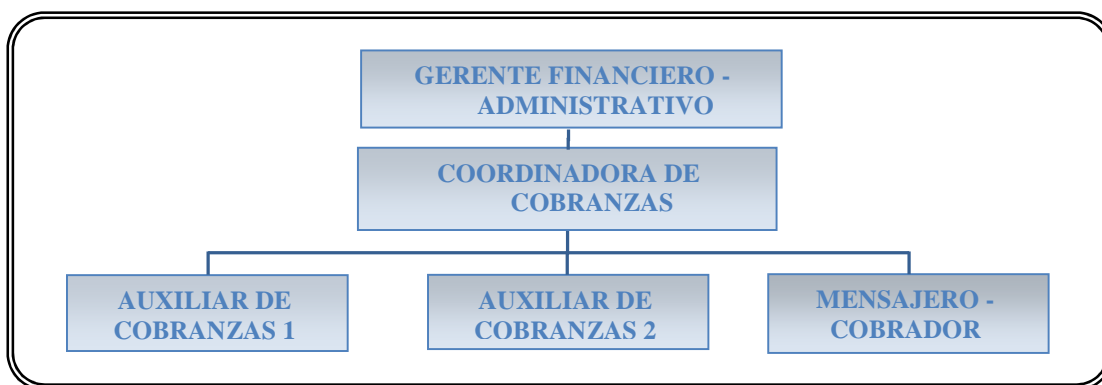 GERENTE FINANCIERO -
ADMINISTRATIVO
COORDINADORA DE
COBRANZAS
AUXILIAR DE
COBRANZAS 1
AUXILIAR DE
COBRANZAS 2
MENSAJERO -
COBRADOR